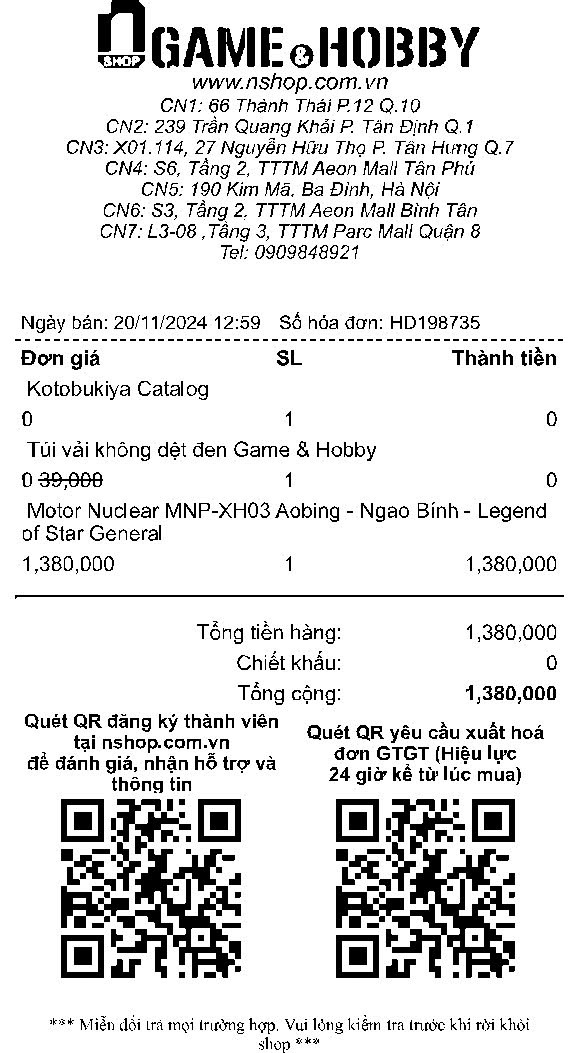 nSHOP GAME & HOBBY
www.nshop.com.vn
CN1: 66 Thành Thái P.12 Q.10
CN2: 239 Trần Quang Khải P. Tân Định Q.1
CN3: X01.114, 27 Nguyễn Hữu Thọ P. Tân Hưng Q.7
CN4: S6, Tầng 2, TTTM Aeon Mall Tân Phú
CN5: 190 Kim Mã, Ba Đình, Hà Nội
CN6: S3, Tầng 2, TTTM Aeon Mall Bình Tân
CN7: L3-08 ,Tầng 3, TTTM Parc Mall Quận 8
Tel: 0909848921
Ngày bán: 20/11/2024 12:59 Số hóa đơn: HD198735
Đơn giá SL Thành tiền
Kotobukiya Catalog
0 1 0
Túi vải không dệt đen Game & Hobby
0 39,000 1 0
Motor Nuclear MNP-XH03 Aobing - Ngao Bính - Legend
of Star General
1,380,000 1 1,380,000
Tổng tiền hàng: 1,380,000
Chiết khấu: 0
Tổng cộng: 1,380,000
Quét QR đăng ký thành viên
tại nshop.com.vn
để đánh giá, nhận hỗ trợ và
thông tin
Quét QR yêu cầu xuất hoá
đơn GTGT (Hiệu lực
24 giờ kể từ lúc mua)
*** Miễn đổi trả mọi trường hợp. Vui lòng kiểm tra trước khi rời khỏi
shop ***